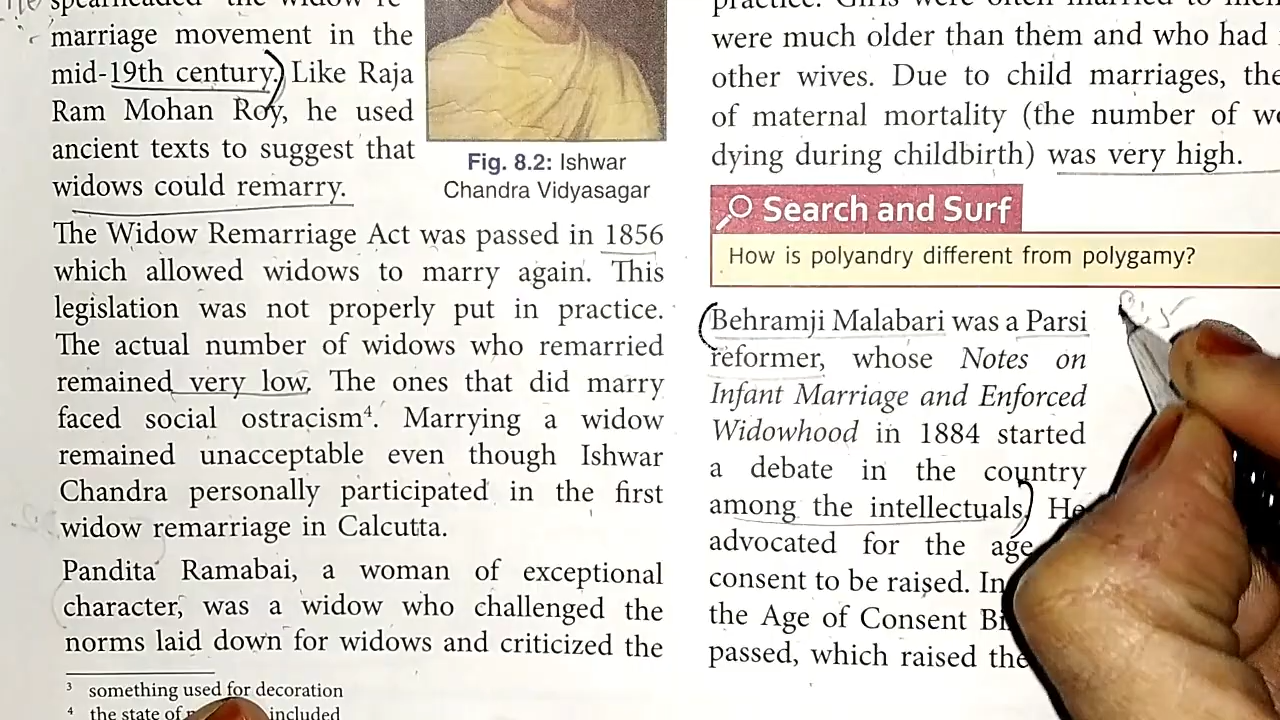 spearheaded the widow re-
marriage movement in the
mid-19th century. Like Raja
Ram Mohan Roy, he used
ancient texts to suggest that
widows could remarry.
Fig. 8.2: Ishwar
Chandra Vidyasagar
The Widow Remarriage Act was passed in 1856
which allowed widows to marry again. This
legislation was not properly put in practice.
The actual number of widows who remarried
remained very low. The ones that did marry
faced social ostracism⁴. Marrying a widow
remained unacceptable even though Ishwar
Chandra personally participated in the first
widow remarriage in Calcutta.
Pandita Ramabai, a woman of exceptional
character, was a widow who challenged the
norms laid down for widows and criticized the
³ something used for decoration
⁴ the state of included
practice. Girls were often married to men
were much older than them and who had
other wives. Due to child marriages, the
of maternal mortality (the number of
dying during childbirth) was very high.
Search and Surf
How is polyandry different from polygamy?
Behramji Malabari was a Parsi
reformer, whose Notes on
Infant Marriage and Enforced
Widowhood in 1884 started
a debate in the country
among the intellectuals. He
advocated for the age
consent to be raised. In
the Age of Consent
passed, which raised the